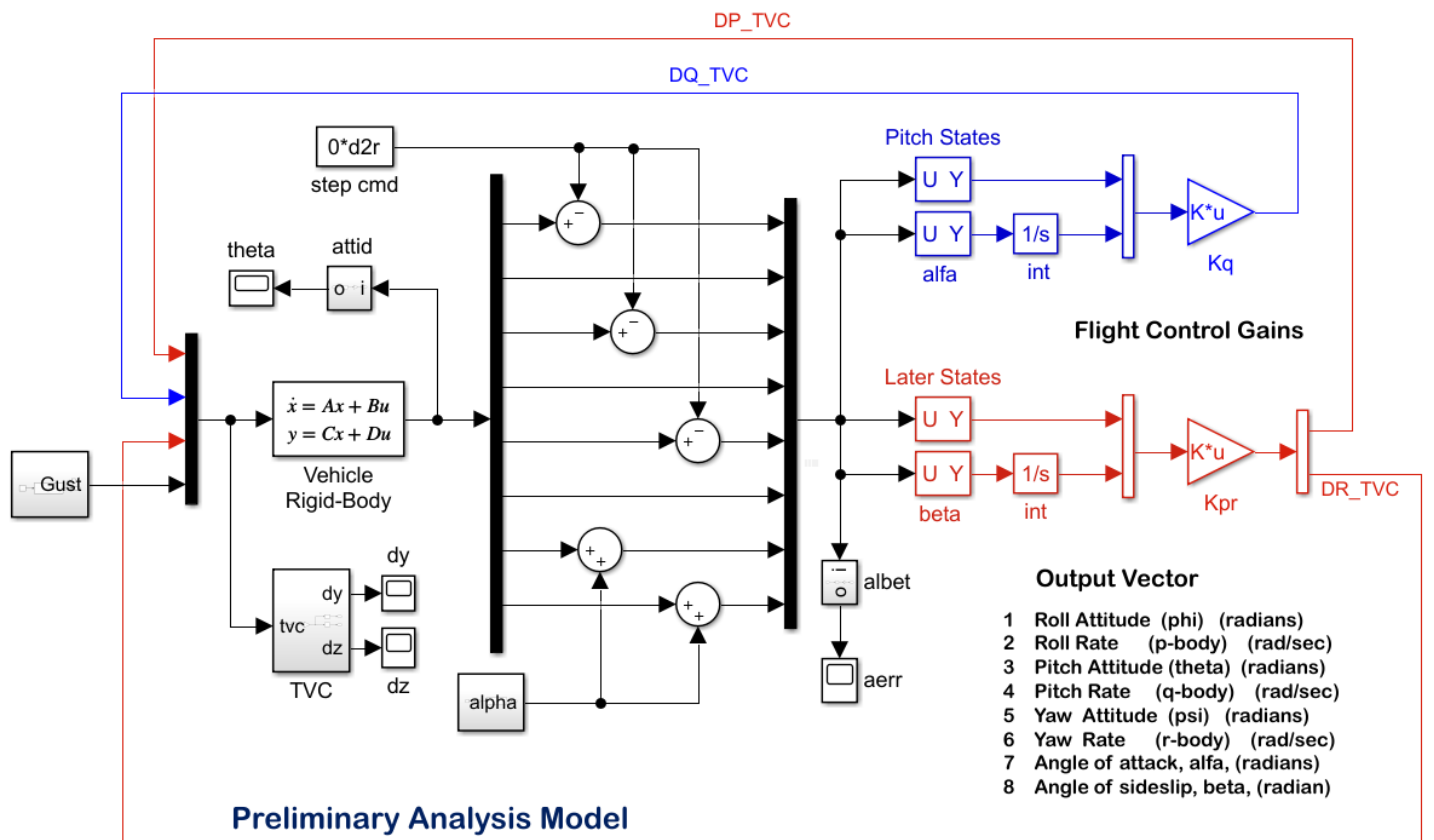 DP_TVC
DQ_TVC
0*d2r
step cmd
Pitch States
U Y
U Y
alfa
1/s
int
K*u
Kq
theta
attid
o i
Flight Control Gains
Gust
ẋ = Ax + Bu
y = Cx + Du
Vehicle
Rigid-Body
Later States
U Y
U Y
beta
1/s
int
K*u
Kpr
DR_TVC
tvc
dy
dz
TVC
dy
dz
alpha
i
o
albet
aerr
Output Vector
1 Roll Attitude (phi) (radians)
2 Roll Rate (p-body) (rad/sec)
3 Pitch Attitude (theta) (radians)
4 Pitch Rate (q-body) (rad/sec)
5 Yaw Attitude (psi) (radians)
6 Yaw Rate (r-body) (rad/sec)
7 Angle of attack, alfa, (radians)
8 Angle of sideslip, beta, (radian)
Preliminary Analysis Model